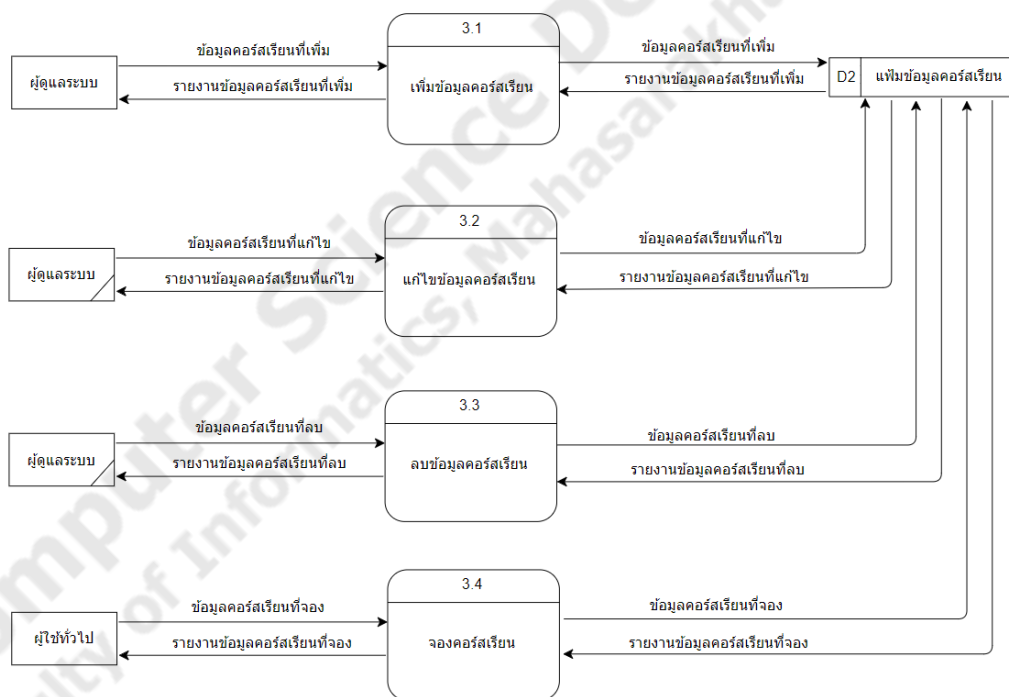 3.1
ข้อมูลคอร์สเรียนที่เพิ่ม
ข้อมูลคอร์สเรียนที่เพิ่ม
ผู้ดูแลระบบ
รายงานข้อมูลคอร์สเรียนที่เพิ่ม
เพิ่มข้อมูลคอร์สเรียน
รายงานข้อมูลคอร์สเรียนที่เพิ่ม
D2
แฟ้มข้อมูลคอร์สเรียน
3.2
ข้อมูลคอร์สเรียนที่แก้ไข
ข้อมูลคอร์สเรียนที่แก้ไข
ผู้ดูแลระบบ
รายงานข้อมูลคอร์สเรียนที่แก้ไข
แก้ไขข้อมูลคอร์สเรียน
รายงานข้อมูลคอร์สเรียนที่แก้ไข
3.3
ข้อมูลคอร์สเรียนที่ลบ
ข้อมูลคอร์สเรียนที่ลบ
ผู้ดูแลระบบ
รายงานข้อมูลคอร์สเรียนที่ลบ
ลบข้อมูลคอร์สเรียน
รายงานข้อมูลคอร์สเรียนที่ลบ
3.4
ข้อมูลคอร์สเรียนที่จอง
ข้อมูลคอร์สเรียนที่จอง
ผู้ใช้ทั่วไป
รายงานข้อมูลคอร์สเรียนที่จอง
จองคอร์สเรียน
รายงานข้อมูลคอร์สเรียนที่จอง
Science
of Informatics,